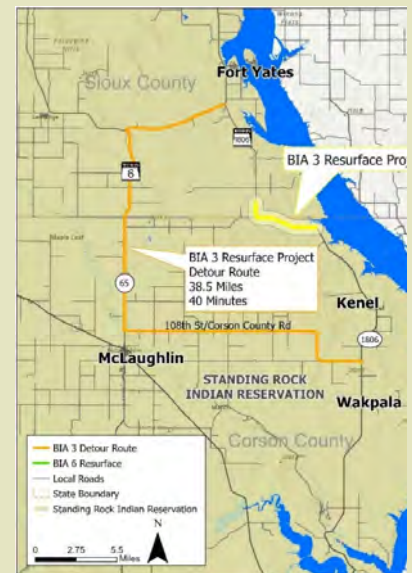 Fort Yates
Sioux County
1806
BIA 3 Resurface Pro
6
BIA 3 Resurface Project
Detour Route
38.5 Miles
40 Minutes
65
Kenel
108th St/Corson County Rd
1806
McLaughlin
STANDING ROCK
INDIAN RESERVATION
Wakpala
Corson County
BIA 3 Detour Route
BIA 6 Resurface
Local Roads
State Boundary
Standing Rock Indian Reservation
N
0 2.75 5.5
Miles